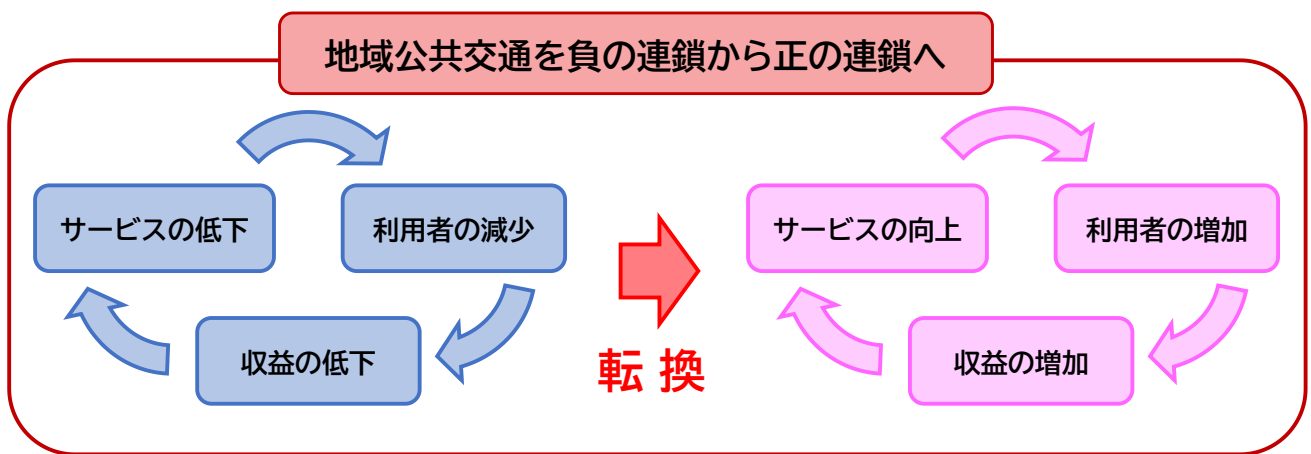 地域公共交通を負の連鎖から正の連鎖へ
サービスの低下
利用者の減少
収益の低下
転換
サービスの向上
利用者の増加
収益の増加